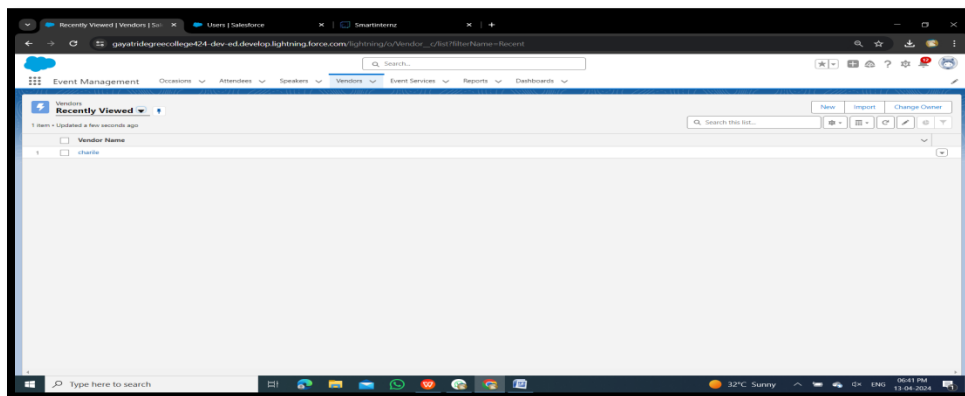 Recently Viewed | Vendors | Sal
Users | Salesforce
Smartinternz
gayatridegreecollege424-dev-ed.develop.lightning.force.com/lightning/o/Vendor__c/list?filterName=Recent
Search...
Event Management Occasions Attendees Speakers Vendors Event Services Reports Dashboards
Vendors
Recently Viewed
New Import Change Owner
1 item • Updated a few seconds ago
Search this list...
Vendor Name
1 charlie
Type here to search
32°C Sunny
ENG
06:41 PM
13-04-2024